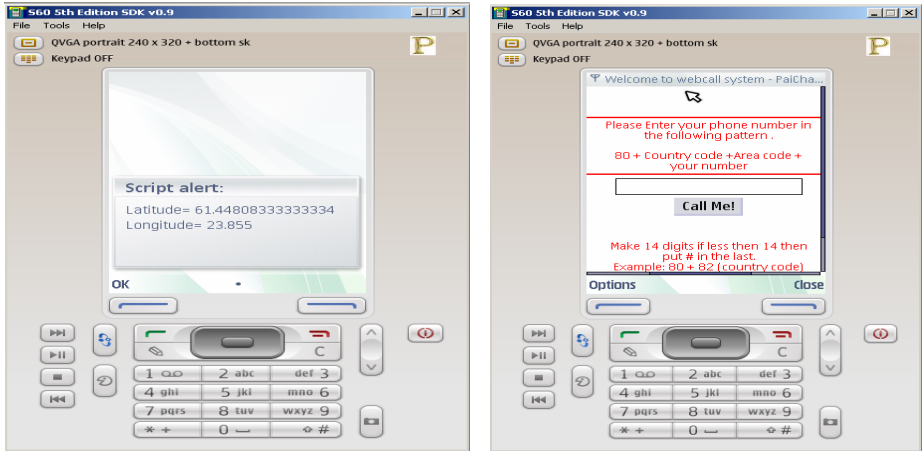 S60 5th Edition SDK v0.9
File Tools Help
QVGA portrait 240 x 320 + bottom sk
P
Keypad OFF
Script alert:
Latitude= 61.44808333333334
Longitude= 23.855
OK
C
1
2 abc
def 3
4 ghi
5 jkl
mno 6
7 pqrs
8 tuv
wxyz 9
* +
0
#
S60 5th Edition SDK v0.9
File Tools Help
QVGA portrait 240 x 320 + bottom sk
P
Keypad OFF
Welcome to webcall system - PaiCha...
Please Enter your phone number in
the following pattern .
80 + Country code +Area code +
your number
Call Me!
Make 14 digits if less then 14 then
put # in the last.
Example: 80 + 82 (country code)
Options Close
C
1
2 abc
def 3
4 ghi
5 jkl
mno 6
7 pqrs
8 tuv
wxyz 9
* +
0
#